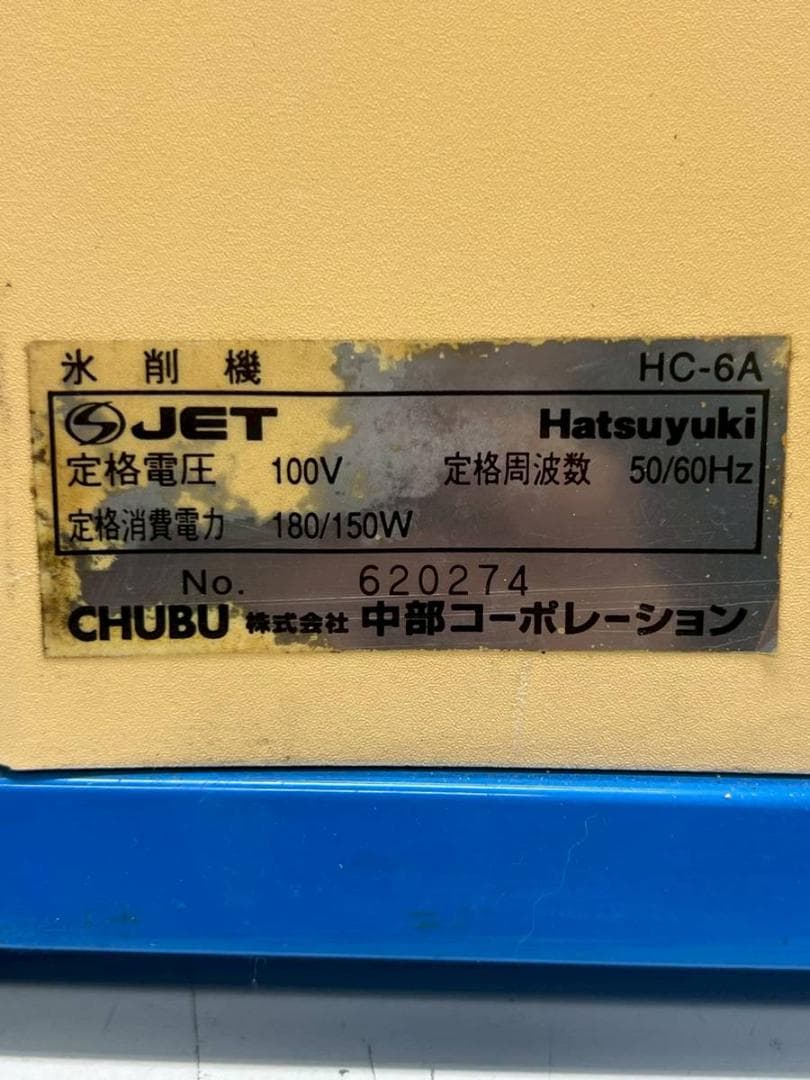 氷削機 HC-6A
JET Hatsuyuki
定格電圧 100V 定格周波数 50/60Hz
定格消費電力 180/150W
No. 620274
CHUBU 株式会社 中部コーポレーション